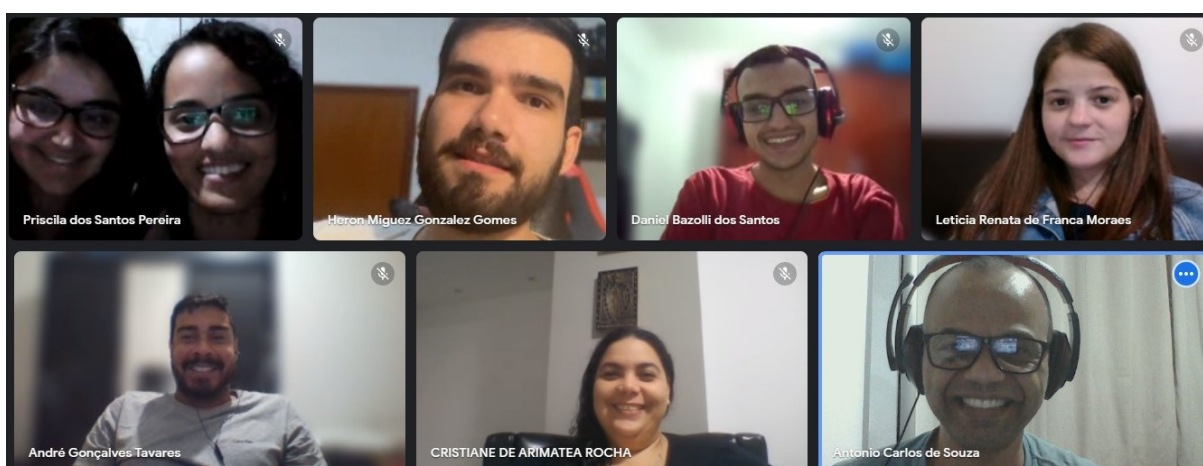 Priscila dos Santos Pereira
Heron Miguez Gonzalez Gomes
Daniel Bazolli dos Santos
Leticia Renata de Franca Moraes
André Gonçalves Tavares
CRISTIANE DE ARIMATEA ROCHA
Antonio Carlos de Souza